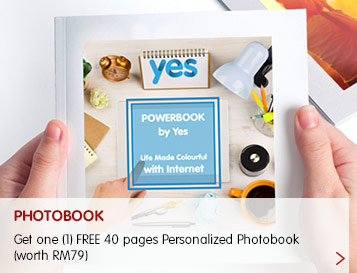 yes
POWERBOOK
by Yes
Life Made Colourful
with Internet
yes
PHOTOBOOK
Get one (1) FREE 40 pages Personalized Photobook
(worth RM79)